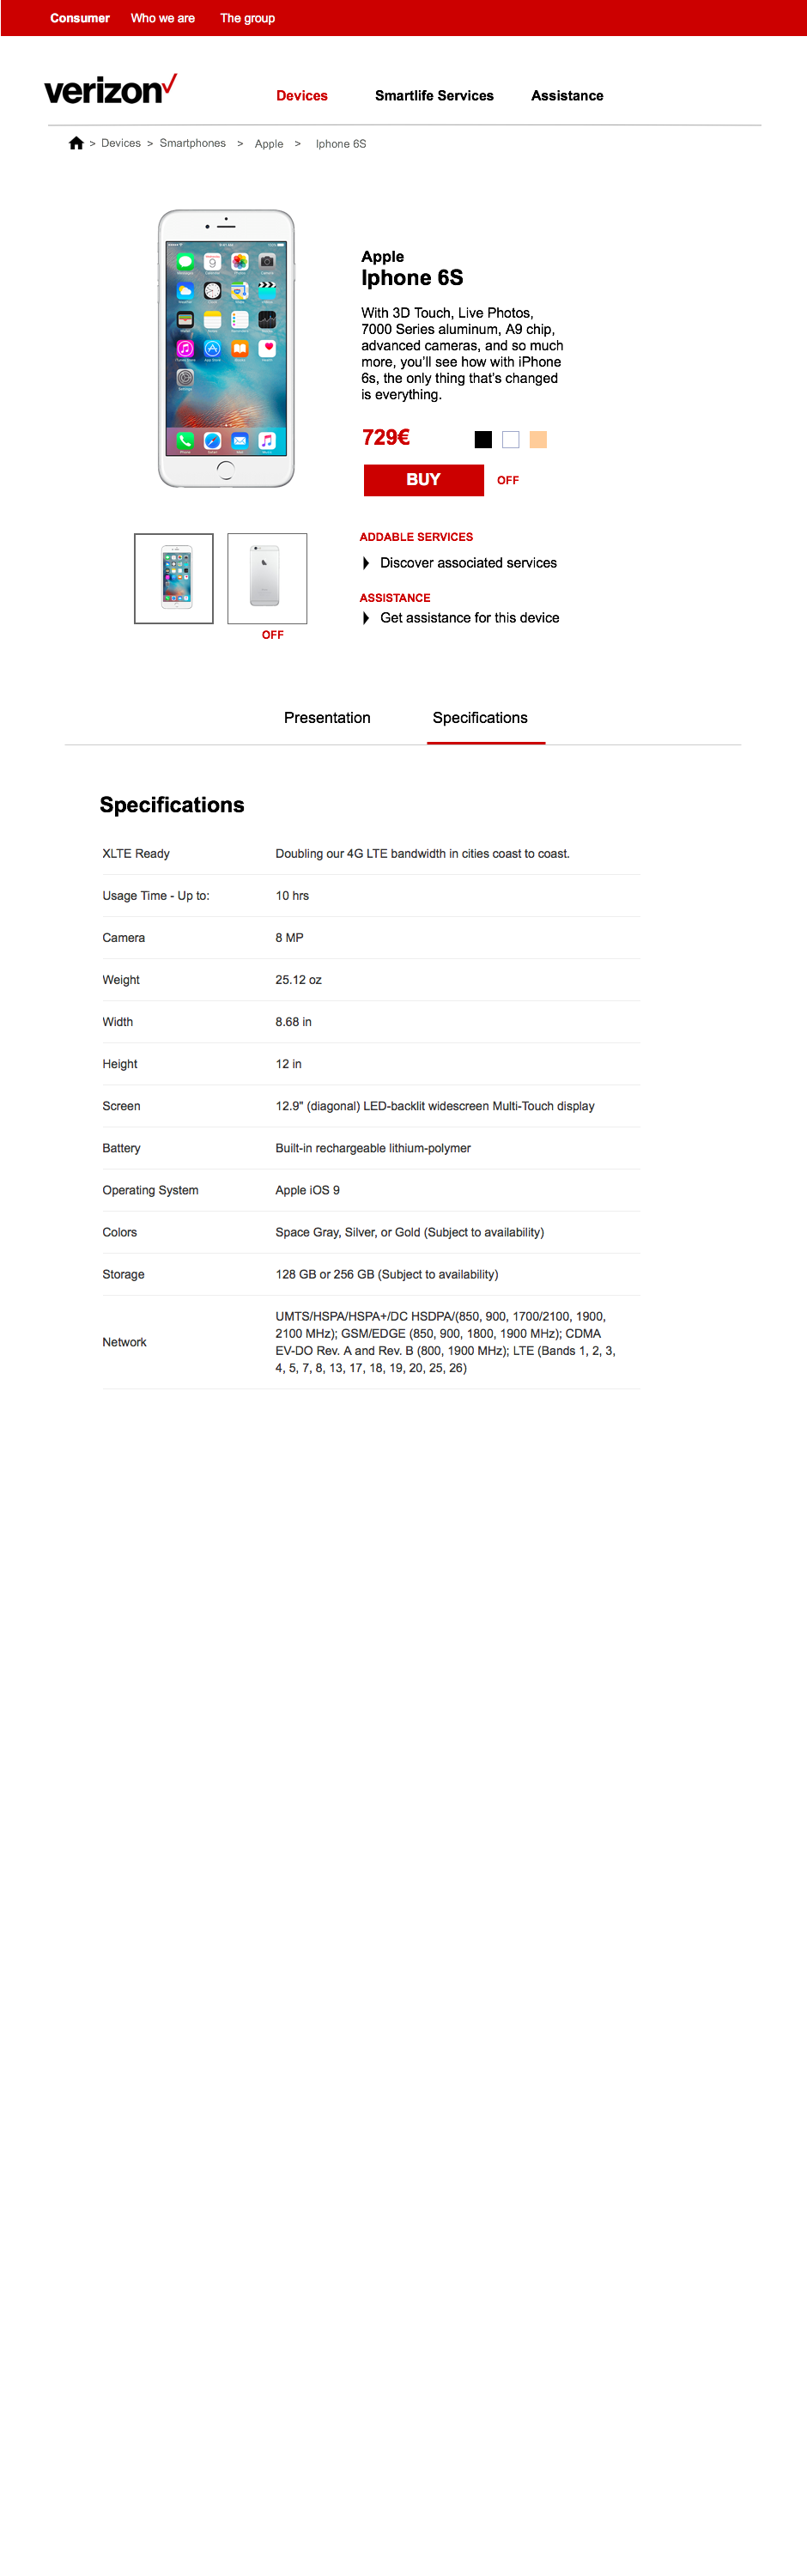 Consumer Who we are The group
verizon
Devices Smartlife Services Assistance
> Devices > Smartphones > Apple > Iphone 6S
Apple
Iphone 6S
With 3D Touch, Live Photos,
7000 Series aluminum, A9 chip,
advanced cameras, and so much
more, you'll see how with iPhone
6s, the only thing that's changed
is everything.
729€
BUY OFF
ADDABLE SERVICES
Discover associated services
ASSISTANCE
Get assistance for this device
OFF
Presentation Specifications
Specifications
XLTE Ready Doubling our 4G LTE bandwidth in cities coast to coast.
Usage Time - Up to: 10 hrs
Camera 8 MP
Weight 25.12 oz
Width 8.68 in
Height 12 in
Screen 12.9" (diagonal) LED-backlit widescreen Multi-Touch display
Battery Built-in rechargeable lithium-polymer
Operating System Apple iOS 9
Colors Space Gray, Silver, or Gold (Subject to availability)
Storage 128 GB or 256 GB (Subject to availability)
Network
UMTS/HSPA/HSPA+/DC HSDPA/(850, 900, 1700/2100, 1900,
2100 MHz); GSM/EDGE (850, 900, 1800, 1900 MHz); CDMA
EV-DO Rev. A and Rev. B (800, 1900 MHz); LTE (Bands 1, 2, 3,
4, 5, 7, 8, 13, 17, 18, 19, 20, 25, 26)